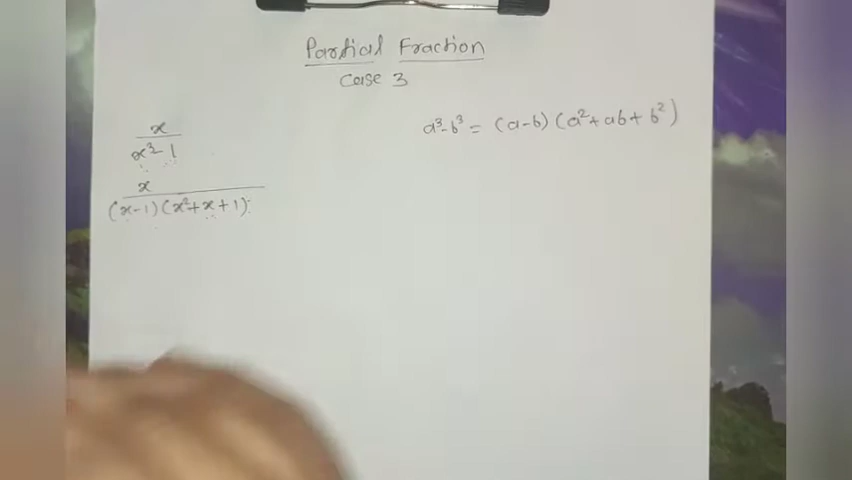 Partial Fraction
Case 3
x
x³-1
a³-b³ = (a-b) (a²+ab+b²)
x
(x-1)(x²+x+1)